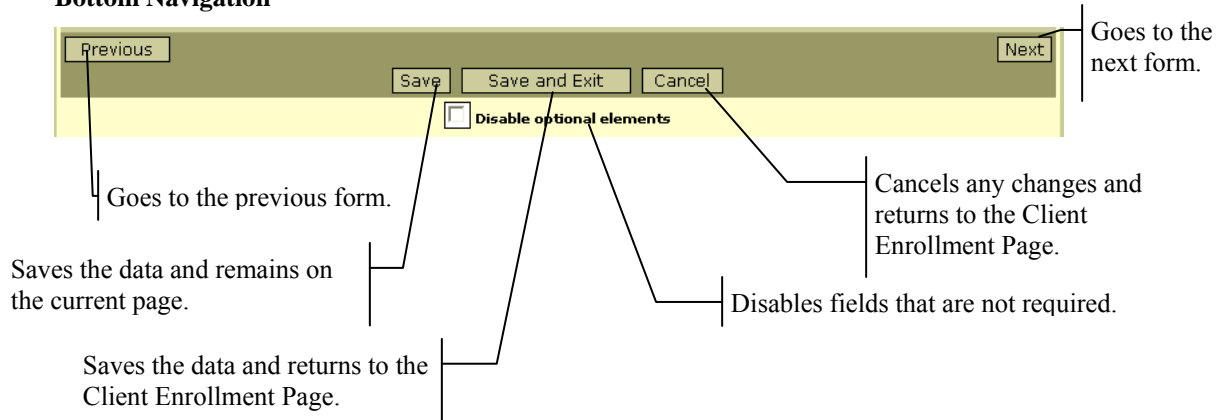 Bottom Navigation
Previous
Next
Save
Save and Exit
Cancel
Disable optional elements
Goes to the
next form.
Goes to the previous form.
Cancels any changes and
returns to the Client
Enrollment Page.
Saves the data and remains on
the current page.
Disables fields that are not required.
Saves the data and returns to the
Client Enrollment Page.